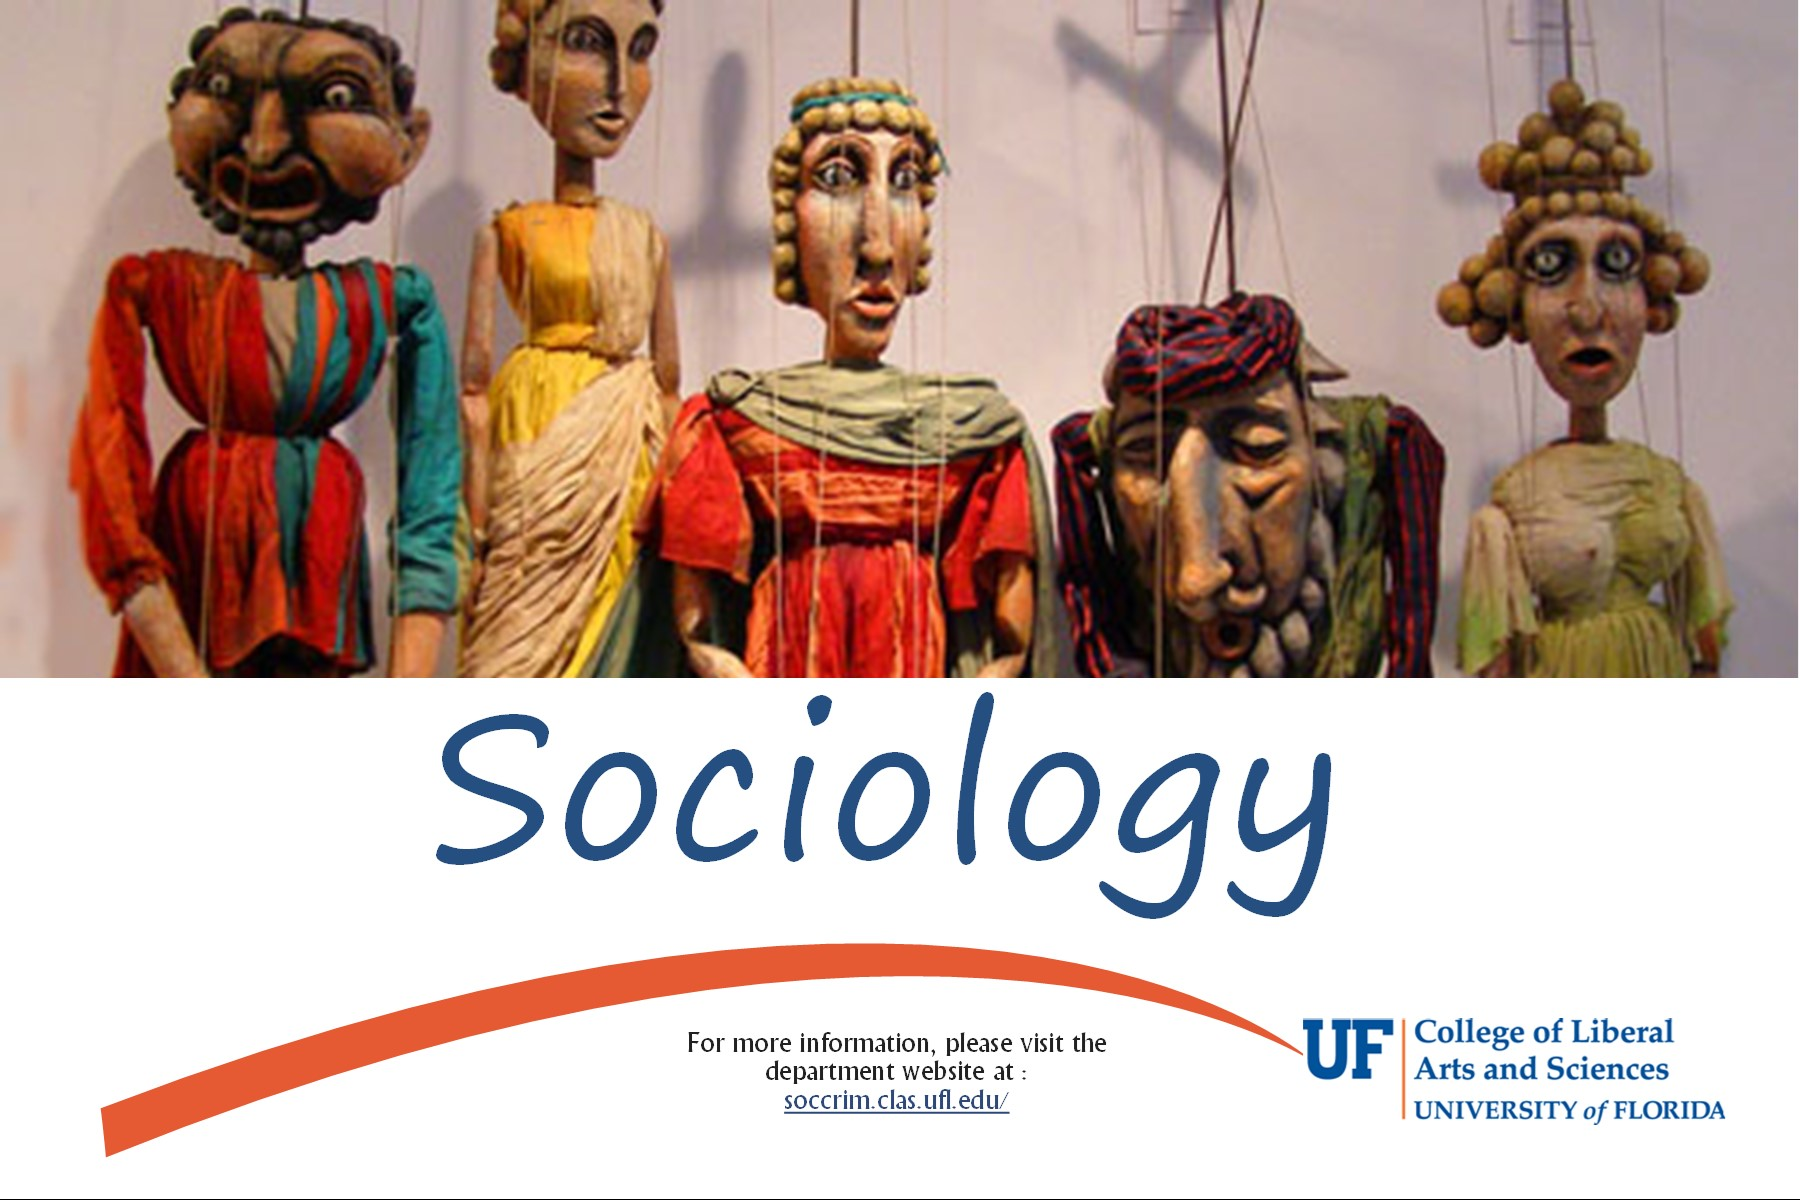 Sociology
For more information, please visit the
department website at :
soccrim.clas.ufl.edu/
UF
College of Liberal
Arts and Sciences
UNIVERSITY of FLORIDA